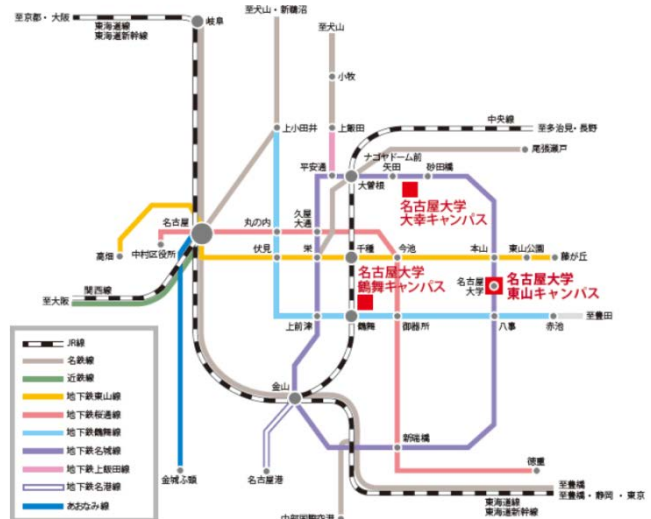 至京都・大阪
東海道線
東海道新幹線
岐阜
至犬山・新鵜沼
至犬山
小牧
上小田井
上飯田
中央線
至多治見・長野
尾張瀬戸
平安通
ナゴヤドーム前
大曽根
矢田
砂田橋
名古屋大学
大幸キャンパス
名古屋
丸の内
久屋
大通
高畑
中村区役所
伏見
栄
千種
今池
本山
東山公園
藤が丘
名古屋大学
鶴舞キャンパス
名古屋
大学
名古屋大学
東山キャンパス
関西線
至大阪
上前津
鶴舞
御器所
八事
赤池
至豊田
JR線
名鉄線
近鉄線
地下鉄東山線
地下鉄桜通線
地下鉄鶴舞線
地下鉄名城線
地下鉄上飯田線
地下鉄名港線
あおなみ線
金山
新瑞橋
金城ふ頭
名古屋港
徳重
至豊橋
至豊橋・静岡・東京
東海道線
東海道新幹線
中部国際空港